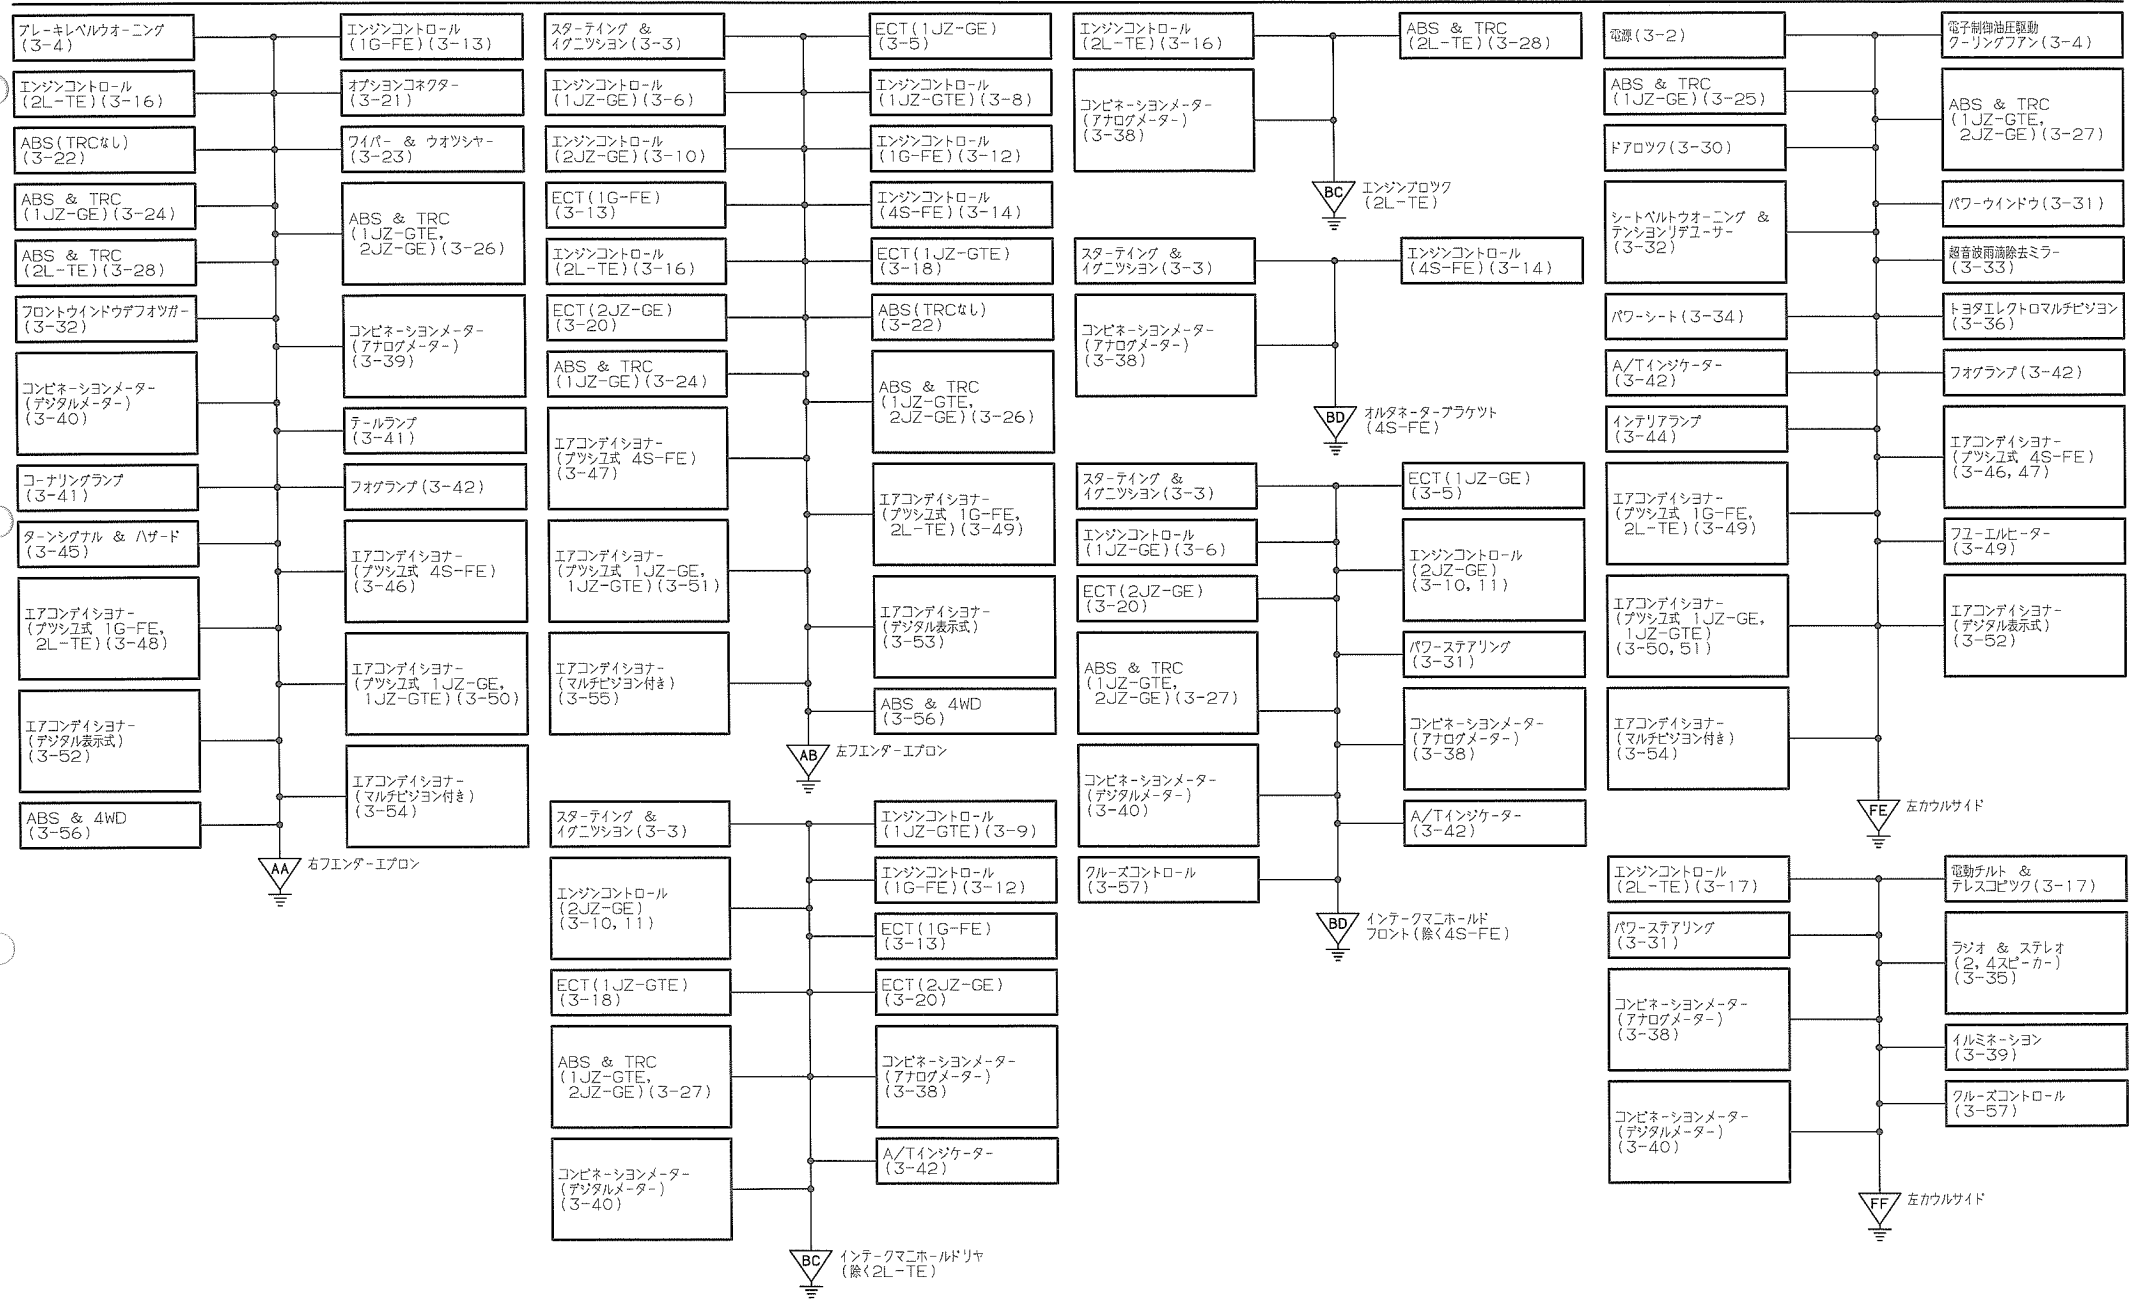 ブレーキレベルウオーニング
(3-4)
エンジンコントロール
(2L-TE)(3-16)
ABS(TRCなし)
(3-22)
ABS & TRC
(1JZ-GE)(3-24)
ABS & TRC
(2L-TE)(3-28)
フロントウインドウデフオツガー
(3-32)
コンビネーションメーター
(デジタルメーター)
(3-40)
コーナリングランプ
(3-41)
ターンシグナル & ハザード
(3-45)
エアコンデイショナー
(プツシユ式 1G-FE,
2L-TE)(3-48)
エアコンデイショナー
(デジタル表示式)
(3-52)
ABS & 4WD
(3-56)
エンジンコントロール
(1G-FE)(3-13)
オプションコネクター
(3-21)
ワイパー & ウオツシヤー
(3-23)
ABS & TRC
(1JZ-GTE,
2JZ-GE)(3-26)
コンビネーションメーター
(アナログメーター)
(3-39)
テールランプ
(3-41)
フオグランプ(3-42)
エアコンデイショナー
(プツシユ式 4S-FE)
(3-46)
エアコンデイショナー
(プツシユ式 1JZ-GE,
1JZ-GTE)(3-50)
エアコンデイショナー
(マルチビジョン付き)
(3-54)
AA 右フエンダーエプロン
スターテイング &
イグニツション(3-3)
エンジンコントロール
(1JZ-GE)(3-6)
エンジンコントロール
(2JZ-GE)(3-10)
ECT(1G-FE)
(3-13)
エンジンコントロール
(2L-TE)(3-16)
ECT(2JZ-GE)
(3-20)
ABS & TRC
(1JZ-GE)(3-24)
エアコンデイショナー
(プツシユ式 4S-FE)
(3-47)
エアコンデイショナー
(プツシユ式 1JZ-GE,
1JZ-GTE)(3-51)
エアコンデイショナー
(マルチビジョン付き)
(3-55)
ECT(1JZ-GE)
(3-5)
エンジンコントロール
(1JZ-GTE)(3-8)
エンジンコントロール
(1G-FE)(3-12)
エンジンコントロール
(4S-FE)(3-14)
ECT(1JZ-GTE)
(3-18)
ABS(TRCなし)
(3-22)
ABS & TRC
(1JZ-GTE,
2JZ-GE)(3-26)
エアコンデイショナー
(プツシユ式 1G-FE,
2L-TE)(3-49)
エアコンデイショナー
(デジタル表示式)
(3-53)
ABS & 4WD
(3-56)
AB 左フエンダーエプロン
スターテイング &
イグニツション(3-3)
エンジンコントロール
(2JZ-GE)
(3-10,11)
ECT(1JZ-GTE)
(3-18)
ABS & TRC
(1JZ-GTE,
2JZ-GE)(3-27)
コンビネーションメーター
(デジタルメーター)
(3-40)
エンジンコントロール
(1JZ-GTE)(3-9)
エンジンコントロール
(1G-FE)(3-12)
ECT(1G-FE)
(3-13)
ECT(2JZ-GE)
(3-20)
コンビネーションメーター
(アナログメーター)
(3-38)
A/Tインジケーター
(3-42)
BC インテークマニホールドリヤ
(除く2L-TE)
エンジンコントロール
(2L-TE)(3-16)
コンビネーションメーター
(アナログメーター)
(3-38)
ABS & TRC
(2L-TE)(3-28)
BC エンジンブロツク
(2L-TE)
スターテイング &
イグニツション(3-3)
コンビネーションメーター
(アナログメーター)
(3-38)
エンジンコントロール
(4S-FE)(3-14)
BD オルタネーターブラケツト
(4S-FE)
スターテイング &
イグニツション(3-3)
エンジンコントロール
(1JZ-GE)(3-6)
ECT(2JZ-GE)
(3-20)
ABS & TRC
(1JZ-GTE,
2JZ-GE)(3-27)
コンビネーションメーター
(デジタルメーター)
(3-40)
クルーズコントロール
(3-57)
ECT(1JZ-GE)
(3-5)
エンジンコントロール
(2JZ-GE)
(3-10,11)
パワーステアリング
(3-31)
コンビネーションメーター
(アナログメーター)
(3-38)
A/Tインジケーター
(3-42)
BD インテークマニホールド
フロント(除く4S-FE)
電源(3-2)
ABS & TRC
(1JZ-GE)(3-25)
ドアロツク(3-30)
シートベルトウオーニング &
テンションリデユーサー
(3-32)
パワーシート(3-34)
A/Tインジケーター
(3-42)
インテリアランプ
(3-44)
エアコンデイショナー
(プツシユ式 1G-FE,
2L-TE)(3-49)
エアコンデイショナー
(プツシユ式 1JZ-GE,
1JZ-GTE)
(3-50,51)
エアコンデイショナー
(マルチビジョン付き)
(3-54)
電子制御油圧駆動
クーリングフアン(3-4)
ABS & TRC
(1JZ-GTE,
2JZ-GE)(3-27)
パワーウインドウ(3-31)
超音波雨滴除去ミラー
(3-33)
トヨタエレクトロマルチビジョン
(3-36)
フオグランプ(3-42)
エアコンデイショナー
(プツシユ式 4S-FE)
(3-46,47)
フユーエルヒーター
(3-49)
エアコンデイショナー
(デジタル表示式)
(3-52)
FE 左カウルサイド
エンジンコントロール
(2L-TE)(3-17)
パワーステアリング
(3-31)
コンビネーションメーター
(アナログメーター)
(3-38)
コンビネーションメーター
(デジタルメーター)
(3-40)
電動チルト &
テレスコピツク(3-17)
ラジオ & ステレオ
(2,4スピーカー)
(3-35)
イルミネーション
(3-39)
クルーズコントロール
(3-57)
FF 左カウルサイド